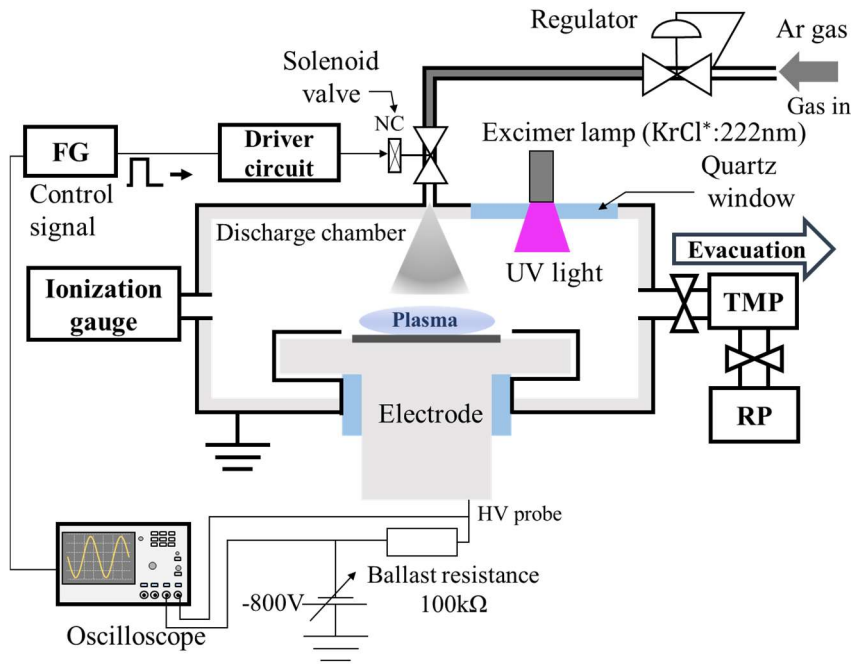 Regulator
Ar gas
Gas in
Solenoid
valve
NC
Excimer lamp (KrCl*:222nm)
Quartz
window
FG
Driver
circuit
Control
signal
Discharge chamber
UV light
Evacuation
Ionization
gauge
Plasma
TMP
RP
Electrode
HV probe
Ballast resistance
100kΩ
-800V
Oscilloscope